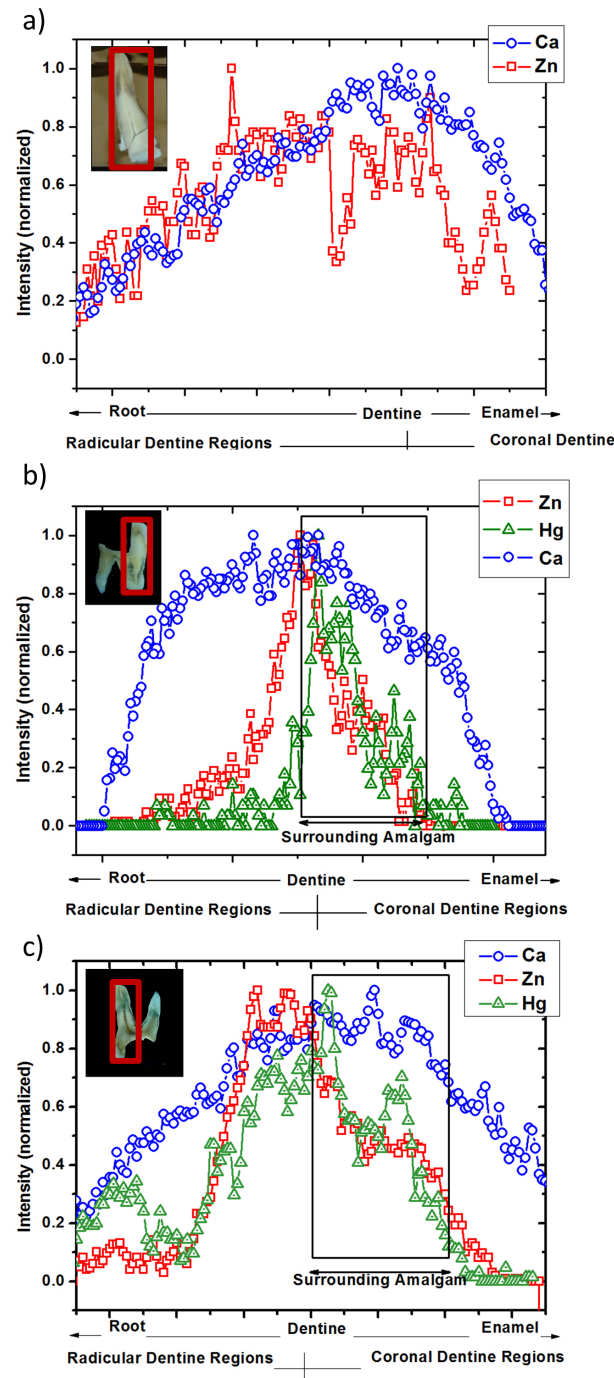 a)
Ca
Zn
Intensity (normalized)
1.0
0.8
0.6
0.4
0.2
0.0
Root Dentine Enamel
Radicular Dentine Regions Coronal Dentine
b)
Zn
Hg
Ca
Intensity (normalized)
1.0
0.8
0.6
0.4
0.2
0.0
Surrounding Amalgam
Root Dentine Enamel
Radicular Dentine Regions Coronal Dentine Regions
c)
Ca
Zn
Hg
Intensity (normalized)
1.0
0.8
0.6
0.4
0.2
0.0
Surrounding Amalgam
Root Dentine Enamel
Radicular Dentine Regions Coronal Dentine Regions